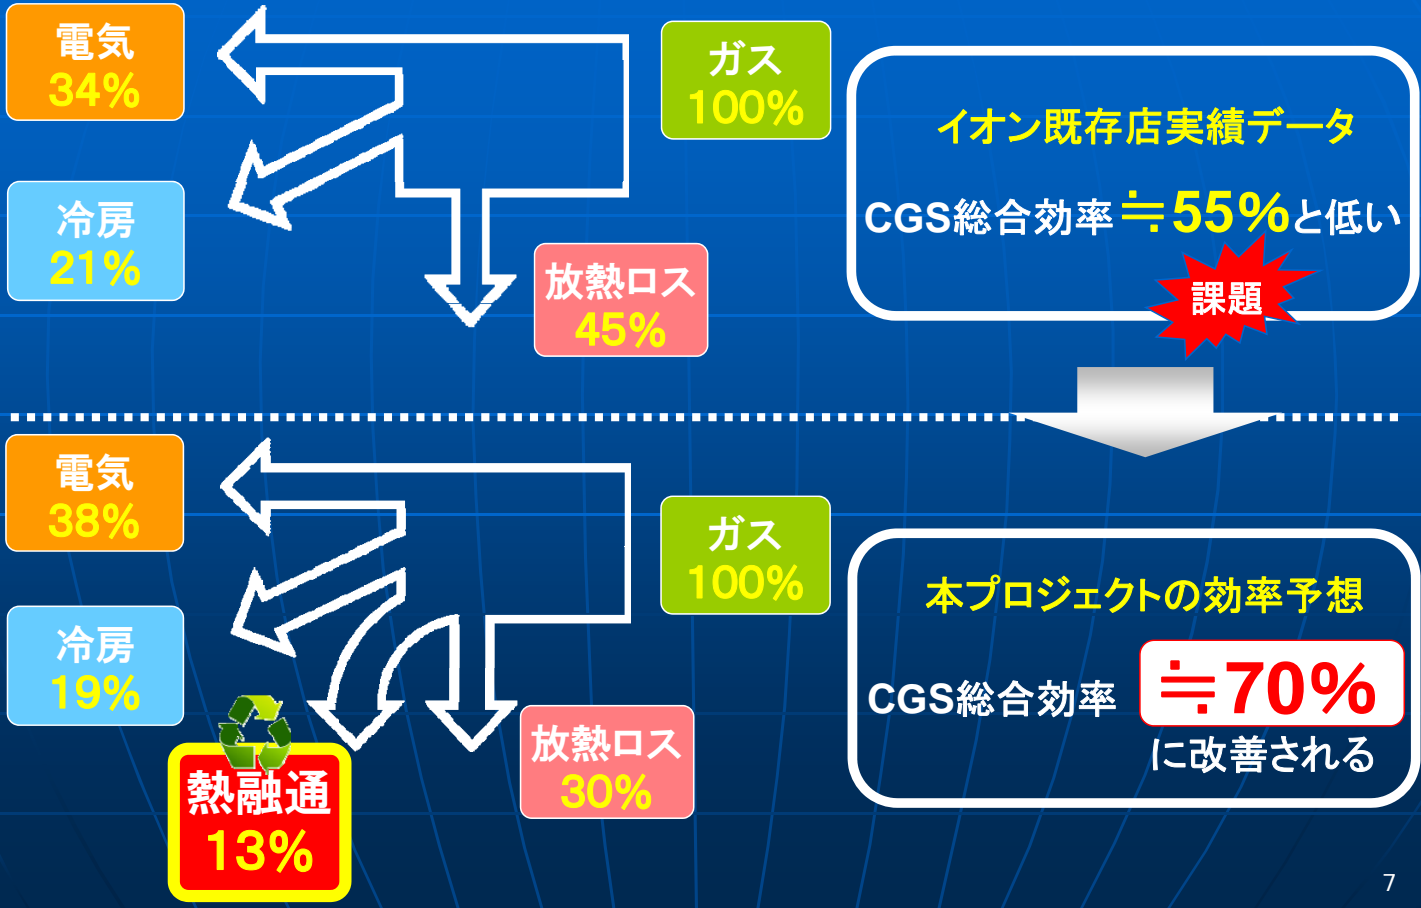 電気
34%
ガス
100%
冷房
21%
放熱ロス
45%
イオン既存店実績データ
CGS総合効率≒55%と低い
課題
電気
38%
ガス
100%
冷房
19%
放熱ロス
30%
熱融通
13%
本プロジェクトの効率予想
CGS総合効率 ≒70%
に改善される
7